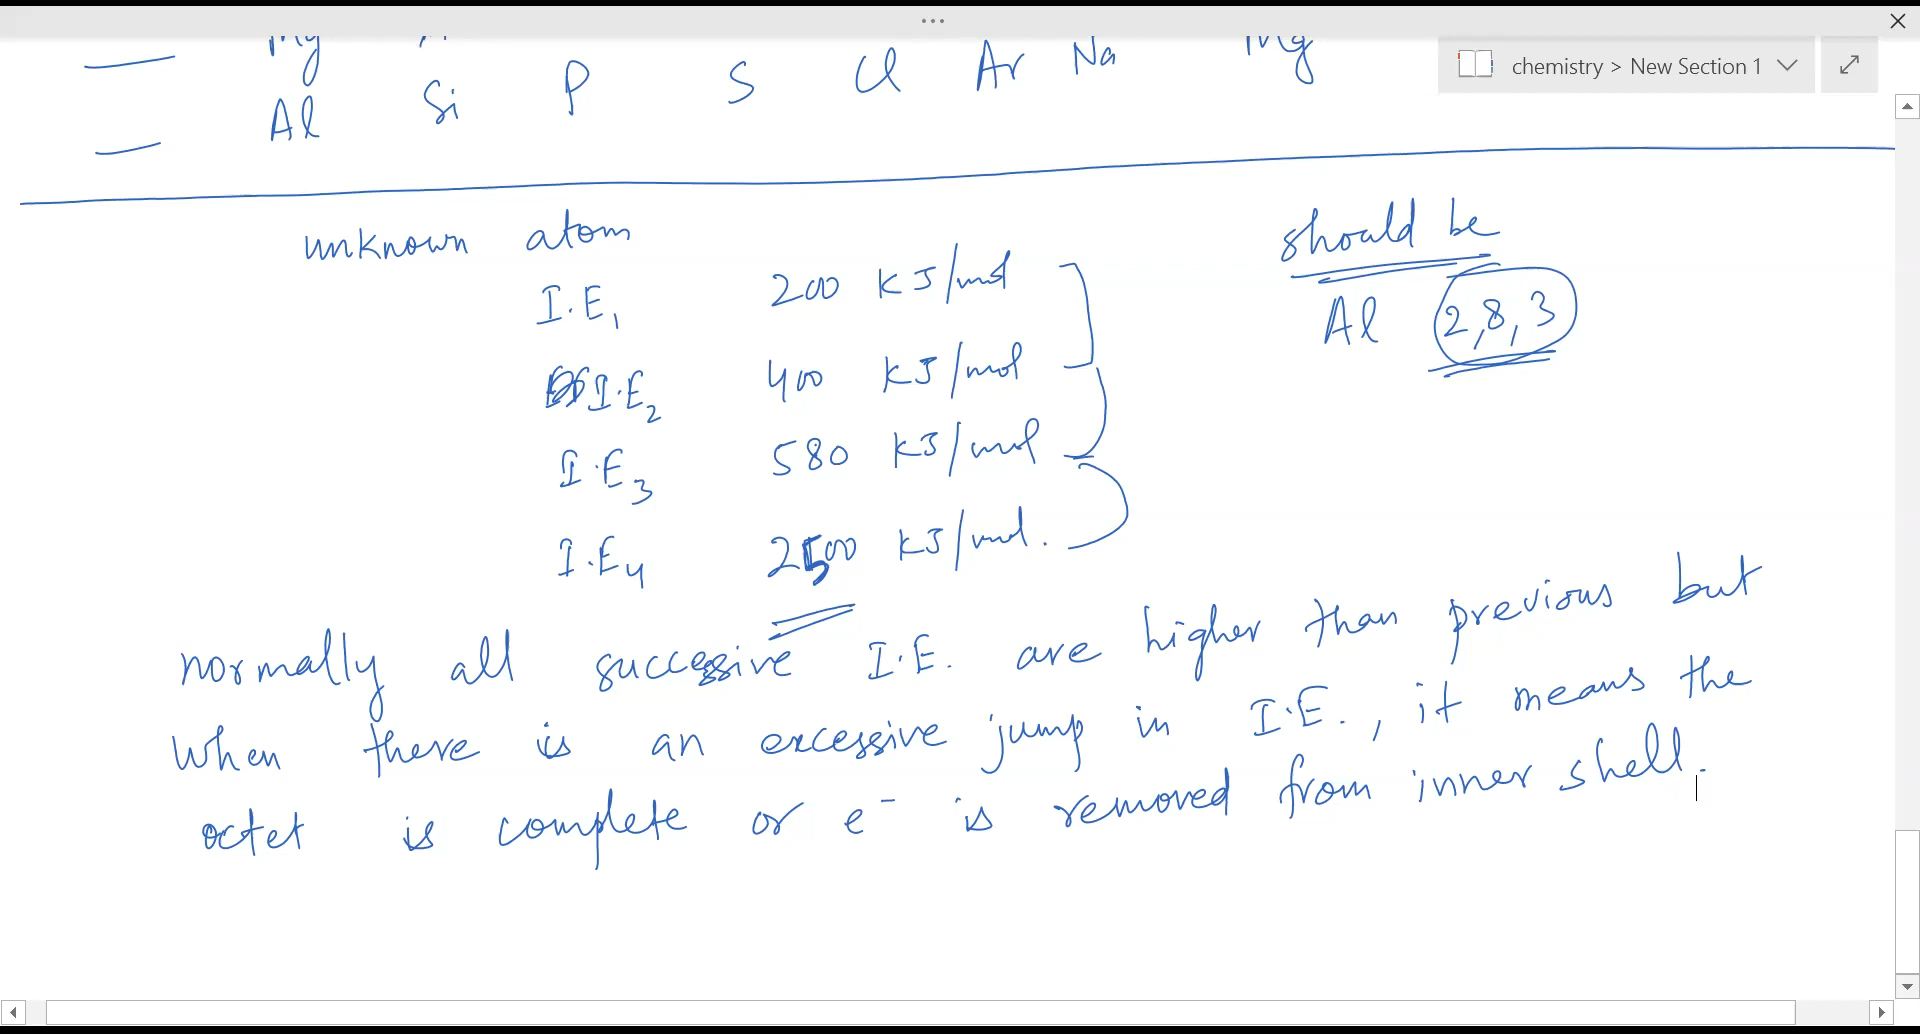 Mg Mg
chemistry > New Section 1
Al Si P S Cl Ar Na
unknown atom
should be
I.E1 200 KJ/mol
Al 2,8,3
I.E2 400 KJ/mol
I.E3 580 KJ/mol
I.E4 2500 KJ/mol.
normally all successive I.E. are higher than previous but
when there is an excessive jump in I.E., it means the
octet is complete or e⁻ is removed from inner shell.